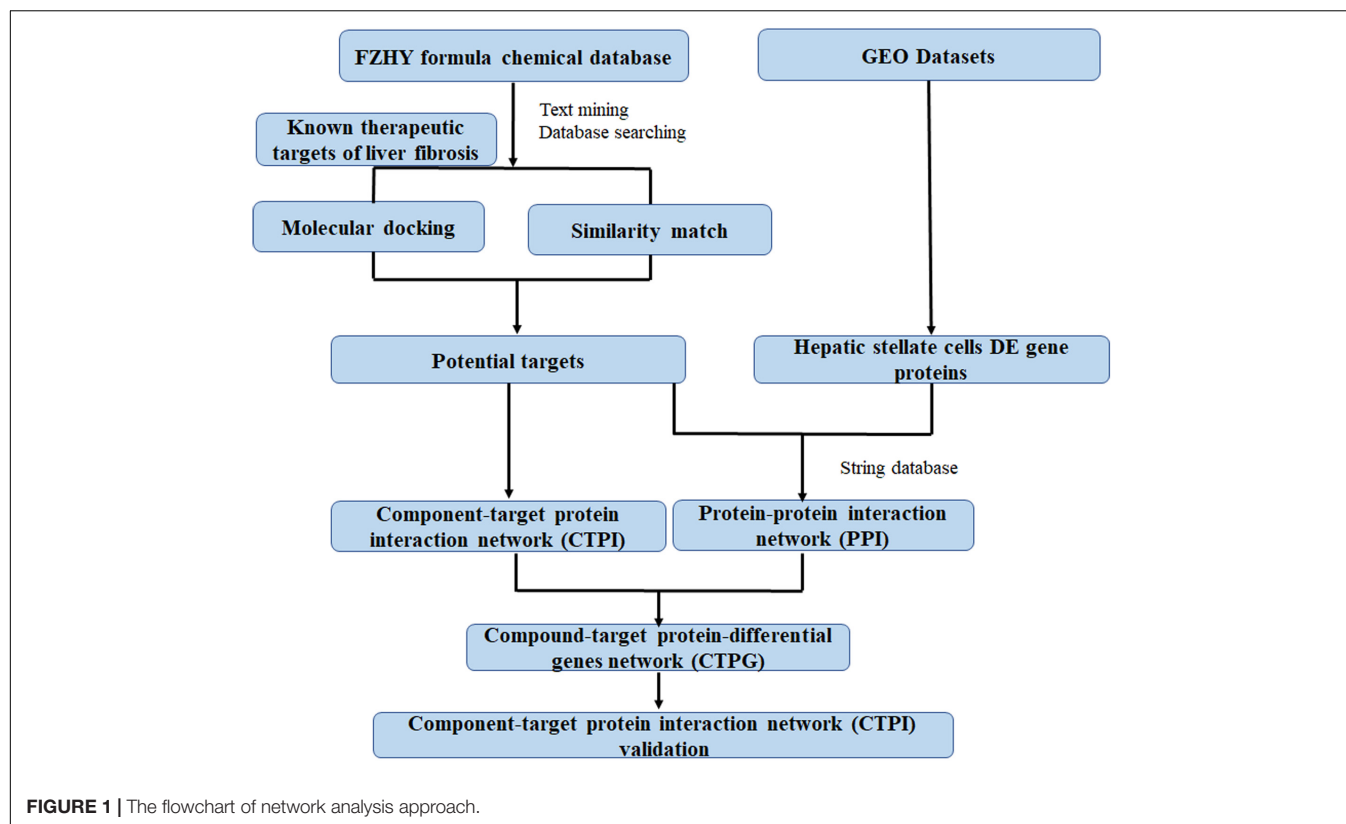 FZHY formula chemical database
GEO Datasets
Text mining
Database searching
Known therapeutic
targets of liver fibrosis
Molecular docking
Similarity match
Potential targets
Hepatic stellate cells DE gene
proteins
String database
Component-target protein
interaction network (CTPI)
Protein-protein interaction
network (PPI)
Compound-target protein-differential
genes network (CTPG)
Component-target protein interaction network (CTPI)
validation
FIGURE 1 | The flowchart of network analysis approach.